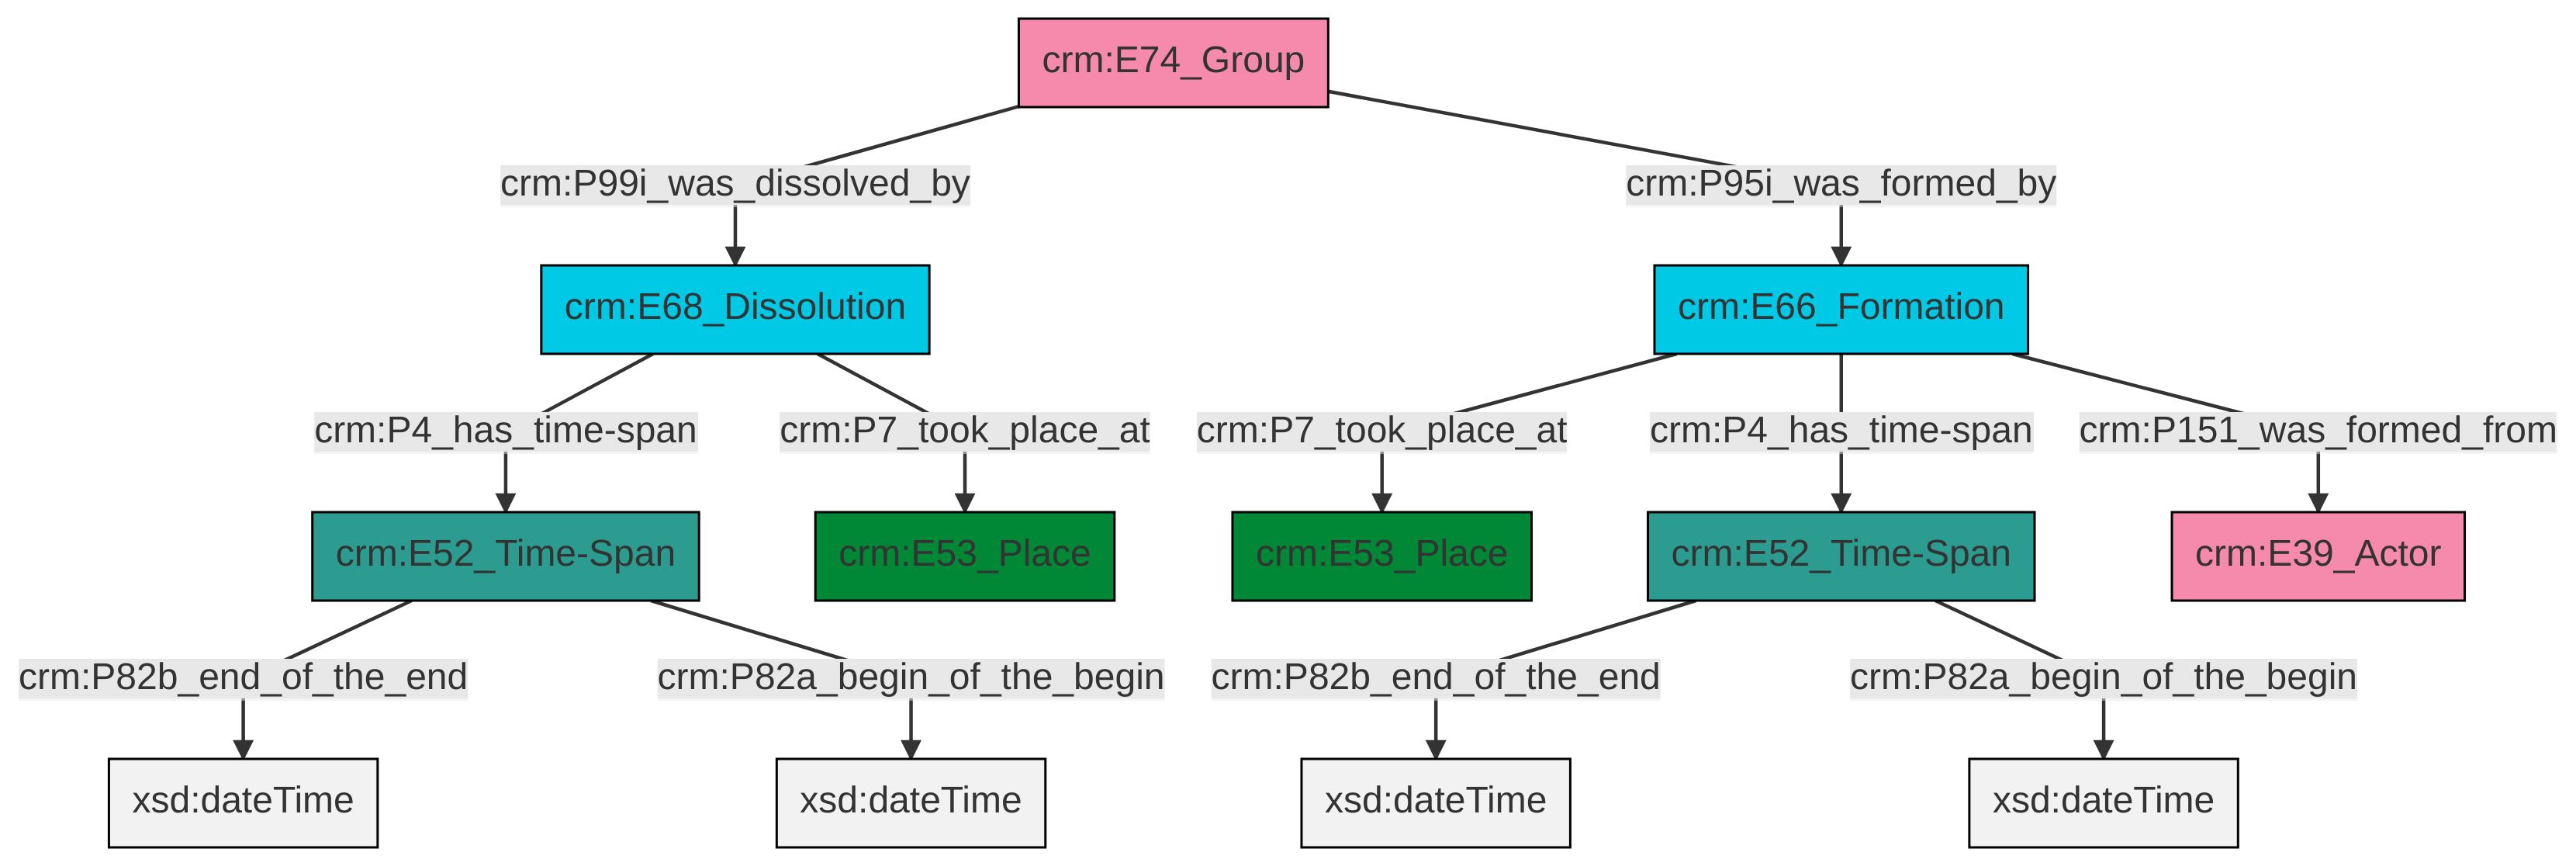 crm:E74_Group
crm:P99i_was_dissolved_by
crm:P95i_was_formed_by
crm:E68_Dissolution
crm:E66_Formation
crm:P4_has_time-span
crm:P7_took_place_at
crm:P7_took_place_at
crm:P4_has_time-span
crm:P151_was_formed_from
crm:E52_Time-Span
crm:E53_Place
crm:E53_Place
crm:E52_Time-Span
crm:E39_Actor
crm:P82b_end_of_the_end
crm:P82a_begin_of_the_begin
crm:P82b_end_of_the_end
crm:P82a_begin_of_the_begin
xsd:dateTime
xsd:dateTime
xsd:dateTime
xsd:dateTime